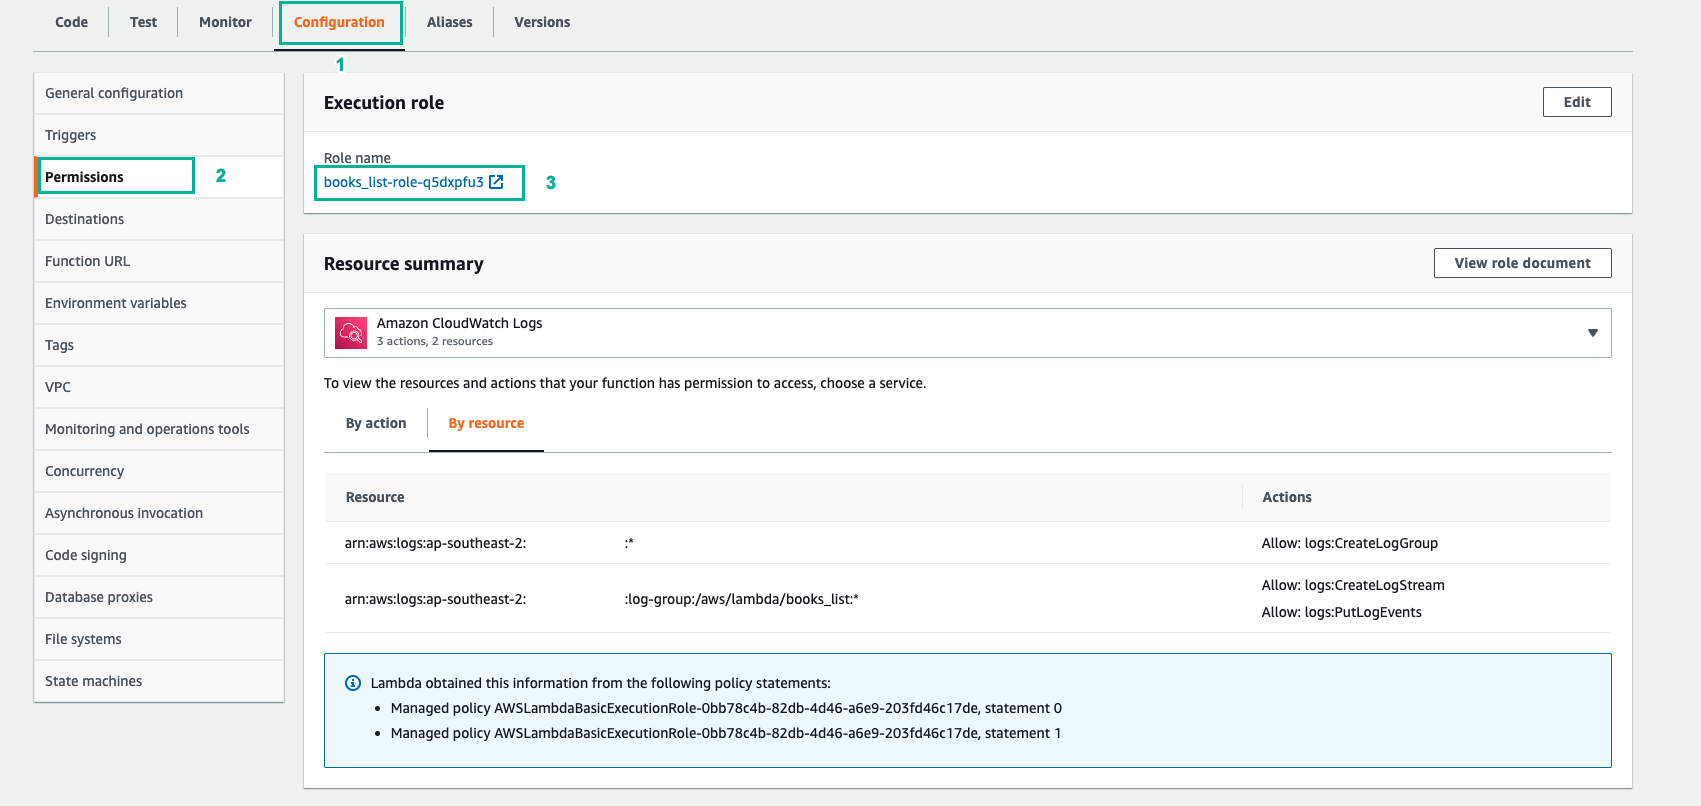 Code Test Monitor Configuration Aliases Versions
1
General configuration
Triggers
Permissions 2
Destinations
Function URL
Environment variables
Tags
VPC
Monitoring and operations tools
Concurrency
Asynchronous invocation
Code signing
Database proxies
File systems
State machines
Execution role Edit
Role name
books_list-role-q5dxpfu3 3
Resource summary View role document
Amazon CloudWatch Logs
3 actions, 2 resources
To view the resources and actions that your function has permission to access, choose a service.
By action By resource
Resource Actions
arn:aws:logs:ap-southeast-2: :* Allow: logs:CreateLogGroup
arn:aws:logs:ap-southeast-2: :log-group:/aws/lambda/books_list:* Allow: logs:CreateLogStream
Allow: logs:PutLogEvents
Lambda obtained this information from the following policy statements:
• Managed policy AWSLambdaBasicExecutionRole-0bb78c4b-82db-4d46-a6e9-203fd46c17de, statement 0
• Managed policy AWSLambdaBasicExecutionRole-0bb78c4b-82db-4d46-a6e9-203fd46c17de, statement 1